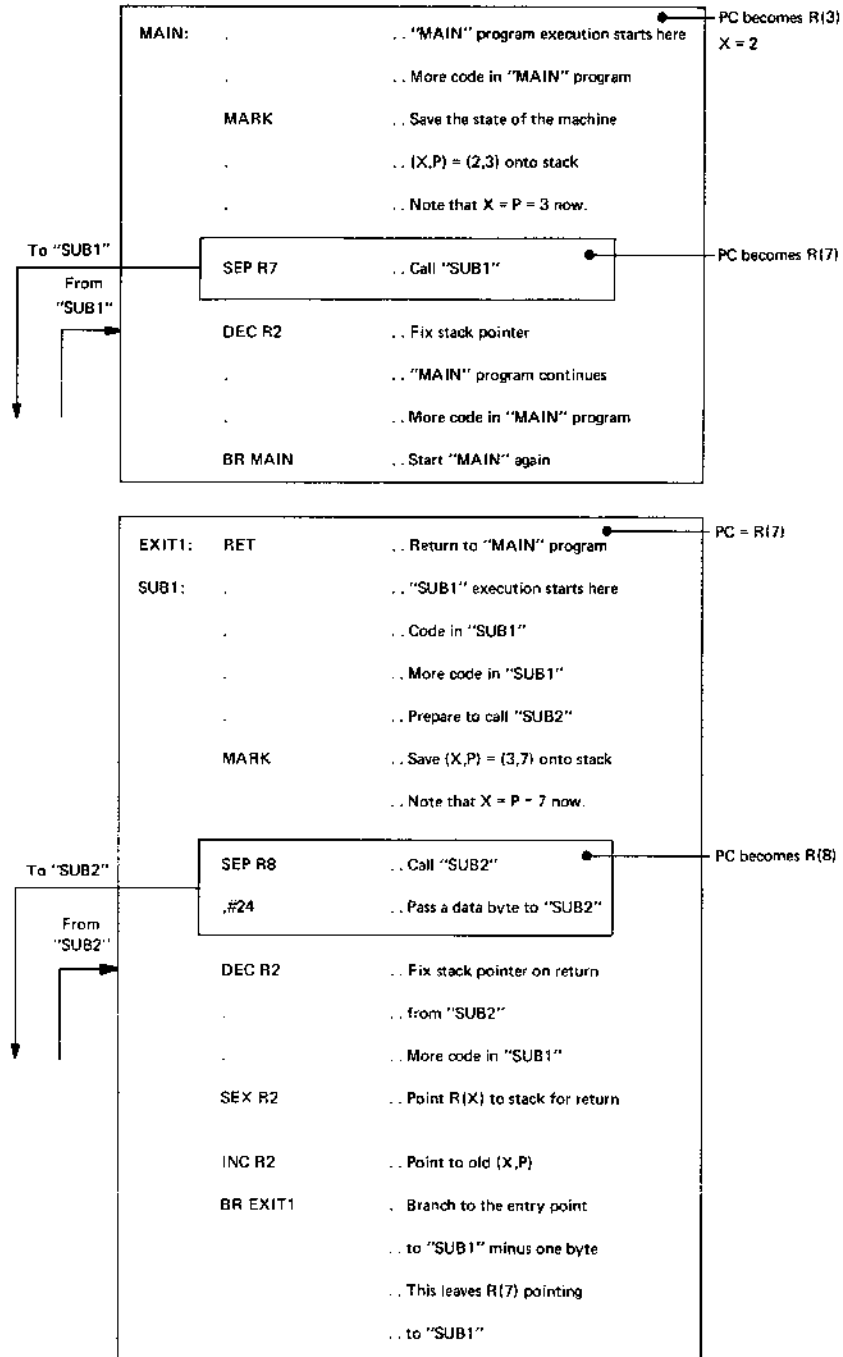 PC becomes R(3)
X = 2
MAIN: . . . "MAIN" program execution starts here
. . . More code in "MAIN" program
MARK . . Save the state of the machine
. . . (X,P) = (2,3) onto stack
. . . Note that X = P = 3 now.
To "SUB1"
SEP R7 . . Call "SUB1"
PC becomes R(7)
From
"SUB1"
DEC R2 . . Fix stack pointer
. . . "MAIN" program continues
. . . More code in "MAIN" program
BR MAIN . . Start "MAIN" again
EXIT1: RET . . Return to "MAIN" program
PC = R(7)
SUB1: . . . "SUB1" execution starts here
. . . Code in "SUB1"
. . . More code in "SUB1"
. . . Prepare to call "SUB2"
MARK . . Save (X,P) = (3,7) onto stack
. . Note that X = P = 7 now.
To "SUB2"
SEP R8 . . Call "SUB2"
PC becomes R(8)
,#24 . . Pass a data byte to "SUB2"
From
"SUB2"
DEC R2 . . Fix stack pointer on return
. . . from "SUB2"
. . . More code in "SUB1"
SEX R2 . . Point R(X) to stack for return
INC R2 . . Point to old (X,P)
BR EXIT1 . Branch to the entry point
. . to "SUB1" minus one byte
. . This leaves R(7) pointing
. . to "SUB1"